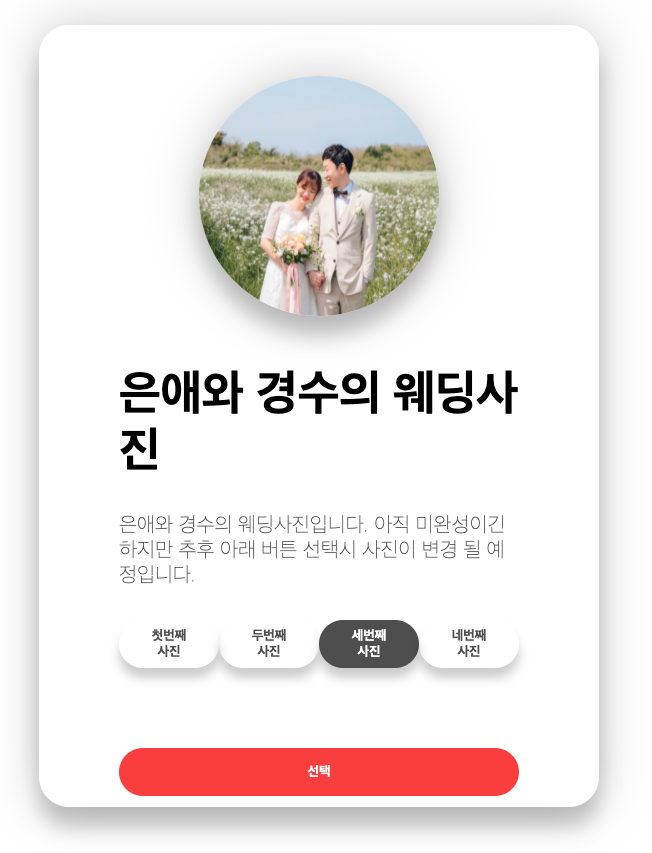 은애와 경수의 웨딩사
진
은애와 경수의 웨딩사진입니다. 아직 미완성이긴
하지만 추후 아래 버튼 선택시 사진이 변경 될 예
정입니다.
첫번째
사진
두번째
사진
세번째
사진
네번째
사진
선택